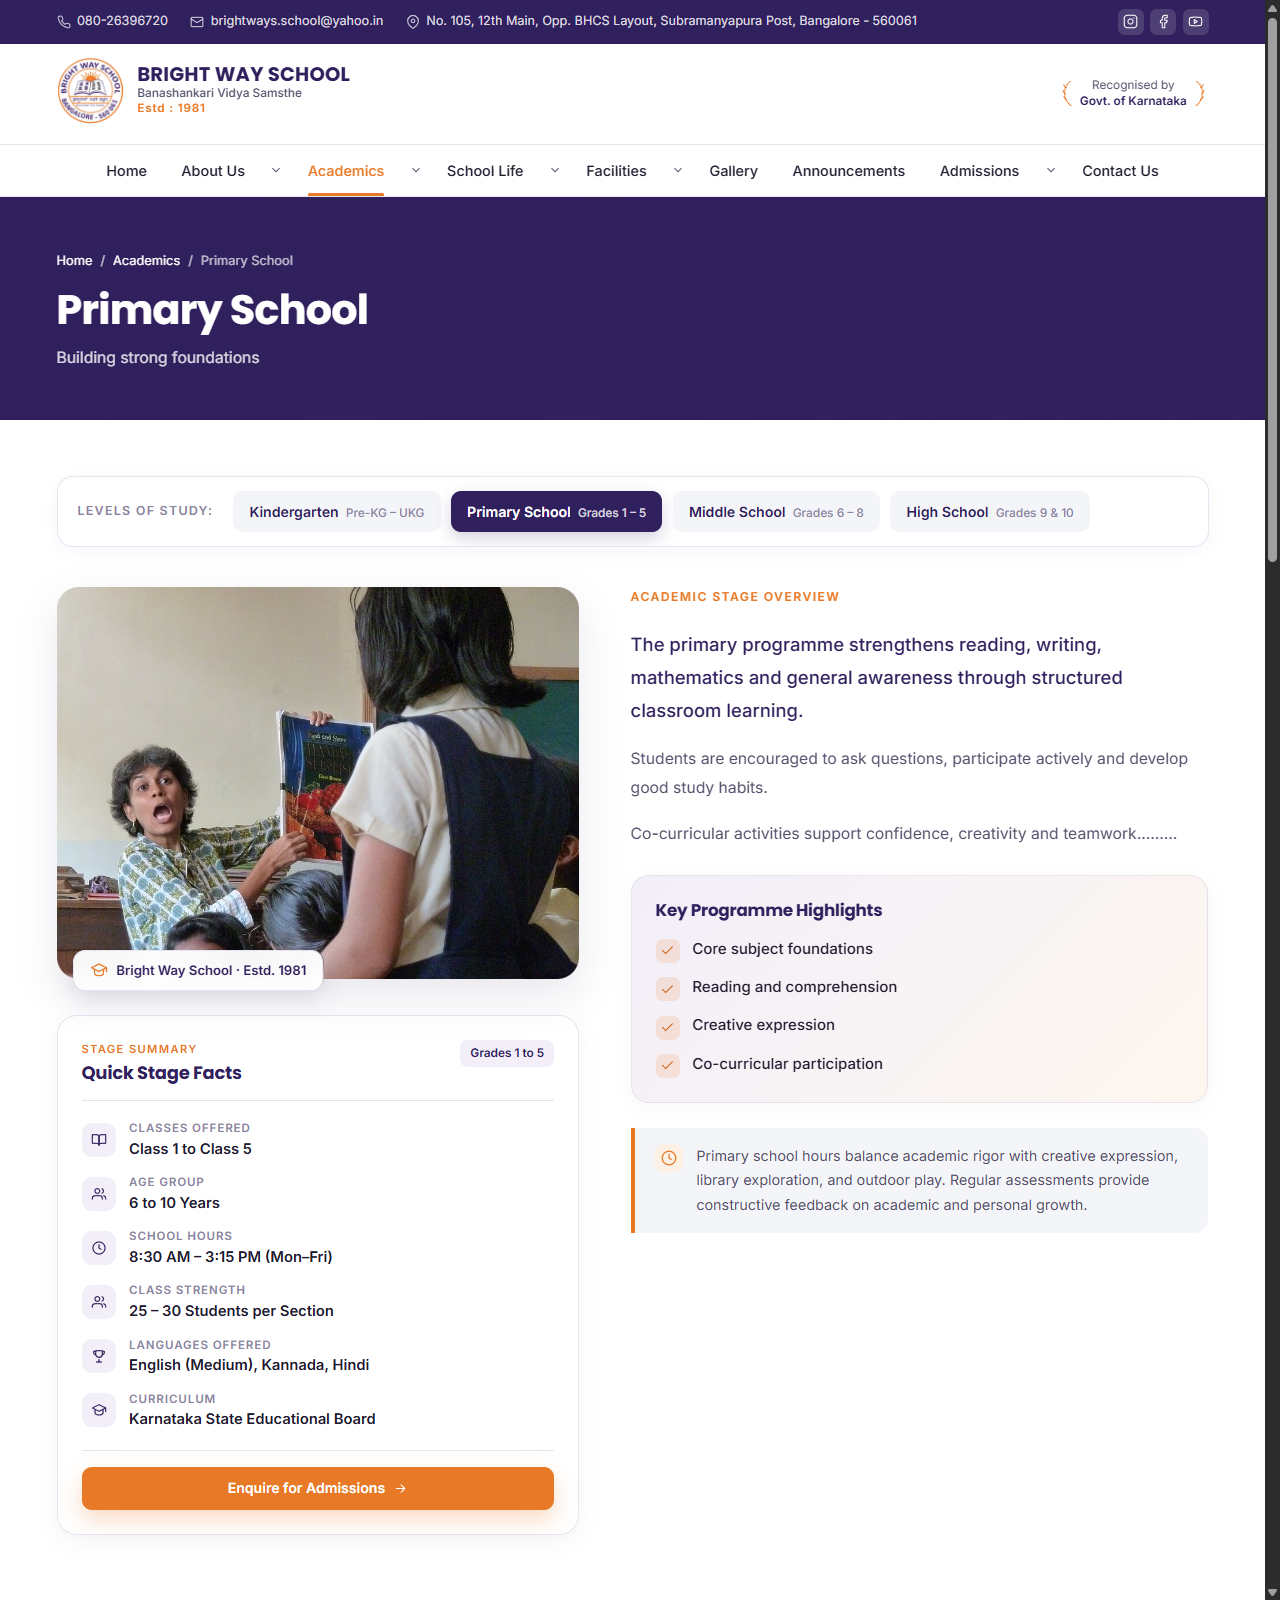 080-26396720 brightways.school@yahoo.in No. 105, 12th Main, Opp. BHCS Layout, Subramanyapura Post, Bangalore - 560061
BRIGHT WAY SCHOOL
BANGALORE - 560 061
BRIGHT WAY SCHOOL
Banashankari Vidya Samsthe
Estd : 1981
Recognised by
Govt. of Karnataka
Home About Us Academics School Life Facilities Gallery Announcements Admissions Contact Us
Home / Academics / Primary School
Primary School
Building strong foundations
LEVELS OF STUDY: Kindergarten Pre-KG – UKG Primary School Grades 1 – 5 Middle School Grades 6 – 8 High School Grades 9 & 10
Bright Way School · Estd. 1981
STAGE SUMMARY
Quick Stage Facts
Grades 1 to 5
CLASSES OFFERED
Class 1 to Class 5
AGE GROUP
6 to 10 Years
SCHOOL HOURS
8:30 AM – 3:15 PM (Mon–Fri)
CLASS STRENGTH
25 – 30 Students per Section
LANGUAGES OFFERED
English (Medium), Kannada, Hindi
CURRICULUM
Karnataka State Educational Board
Enquire for Admissions →
ACADEMIC STAGE OVERVIEW
The primary programme strengthens reading, writing,
mathematics and general awareness through structured
classroom learning.
Students are encouraged to ask questions, participate actively and develop
good study habits.
Co-curricular activities support confidence, creativity and teamwork.........
Key Programme Highlights
Core subject foundations
Reading and comprehension
Creative expression
Co-curricular participation
Primary school hours balance academic rigor with creative expression,
library exploration, and outdoor play. Regular assessments provide
constructive feedback on academic and personal growth.